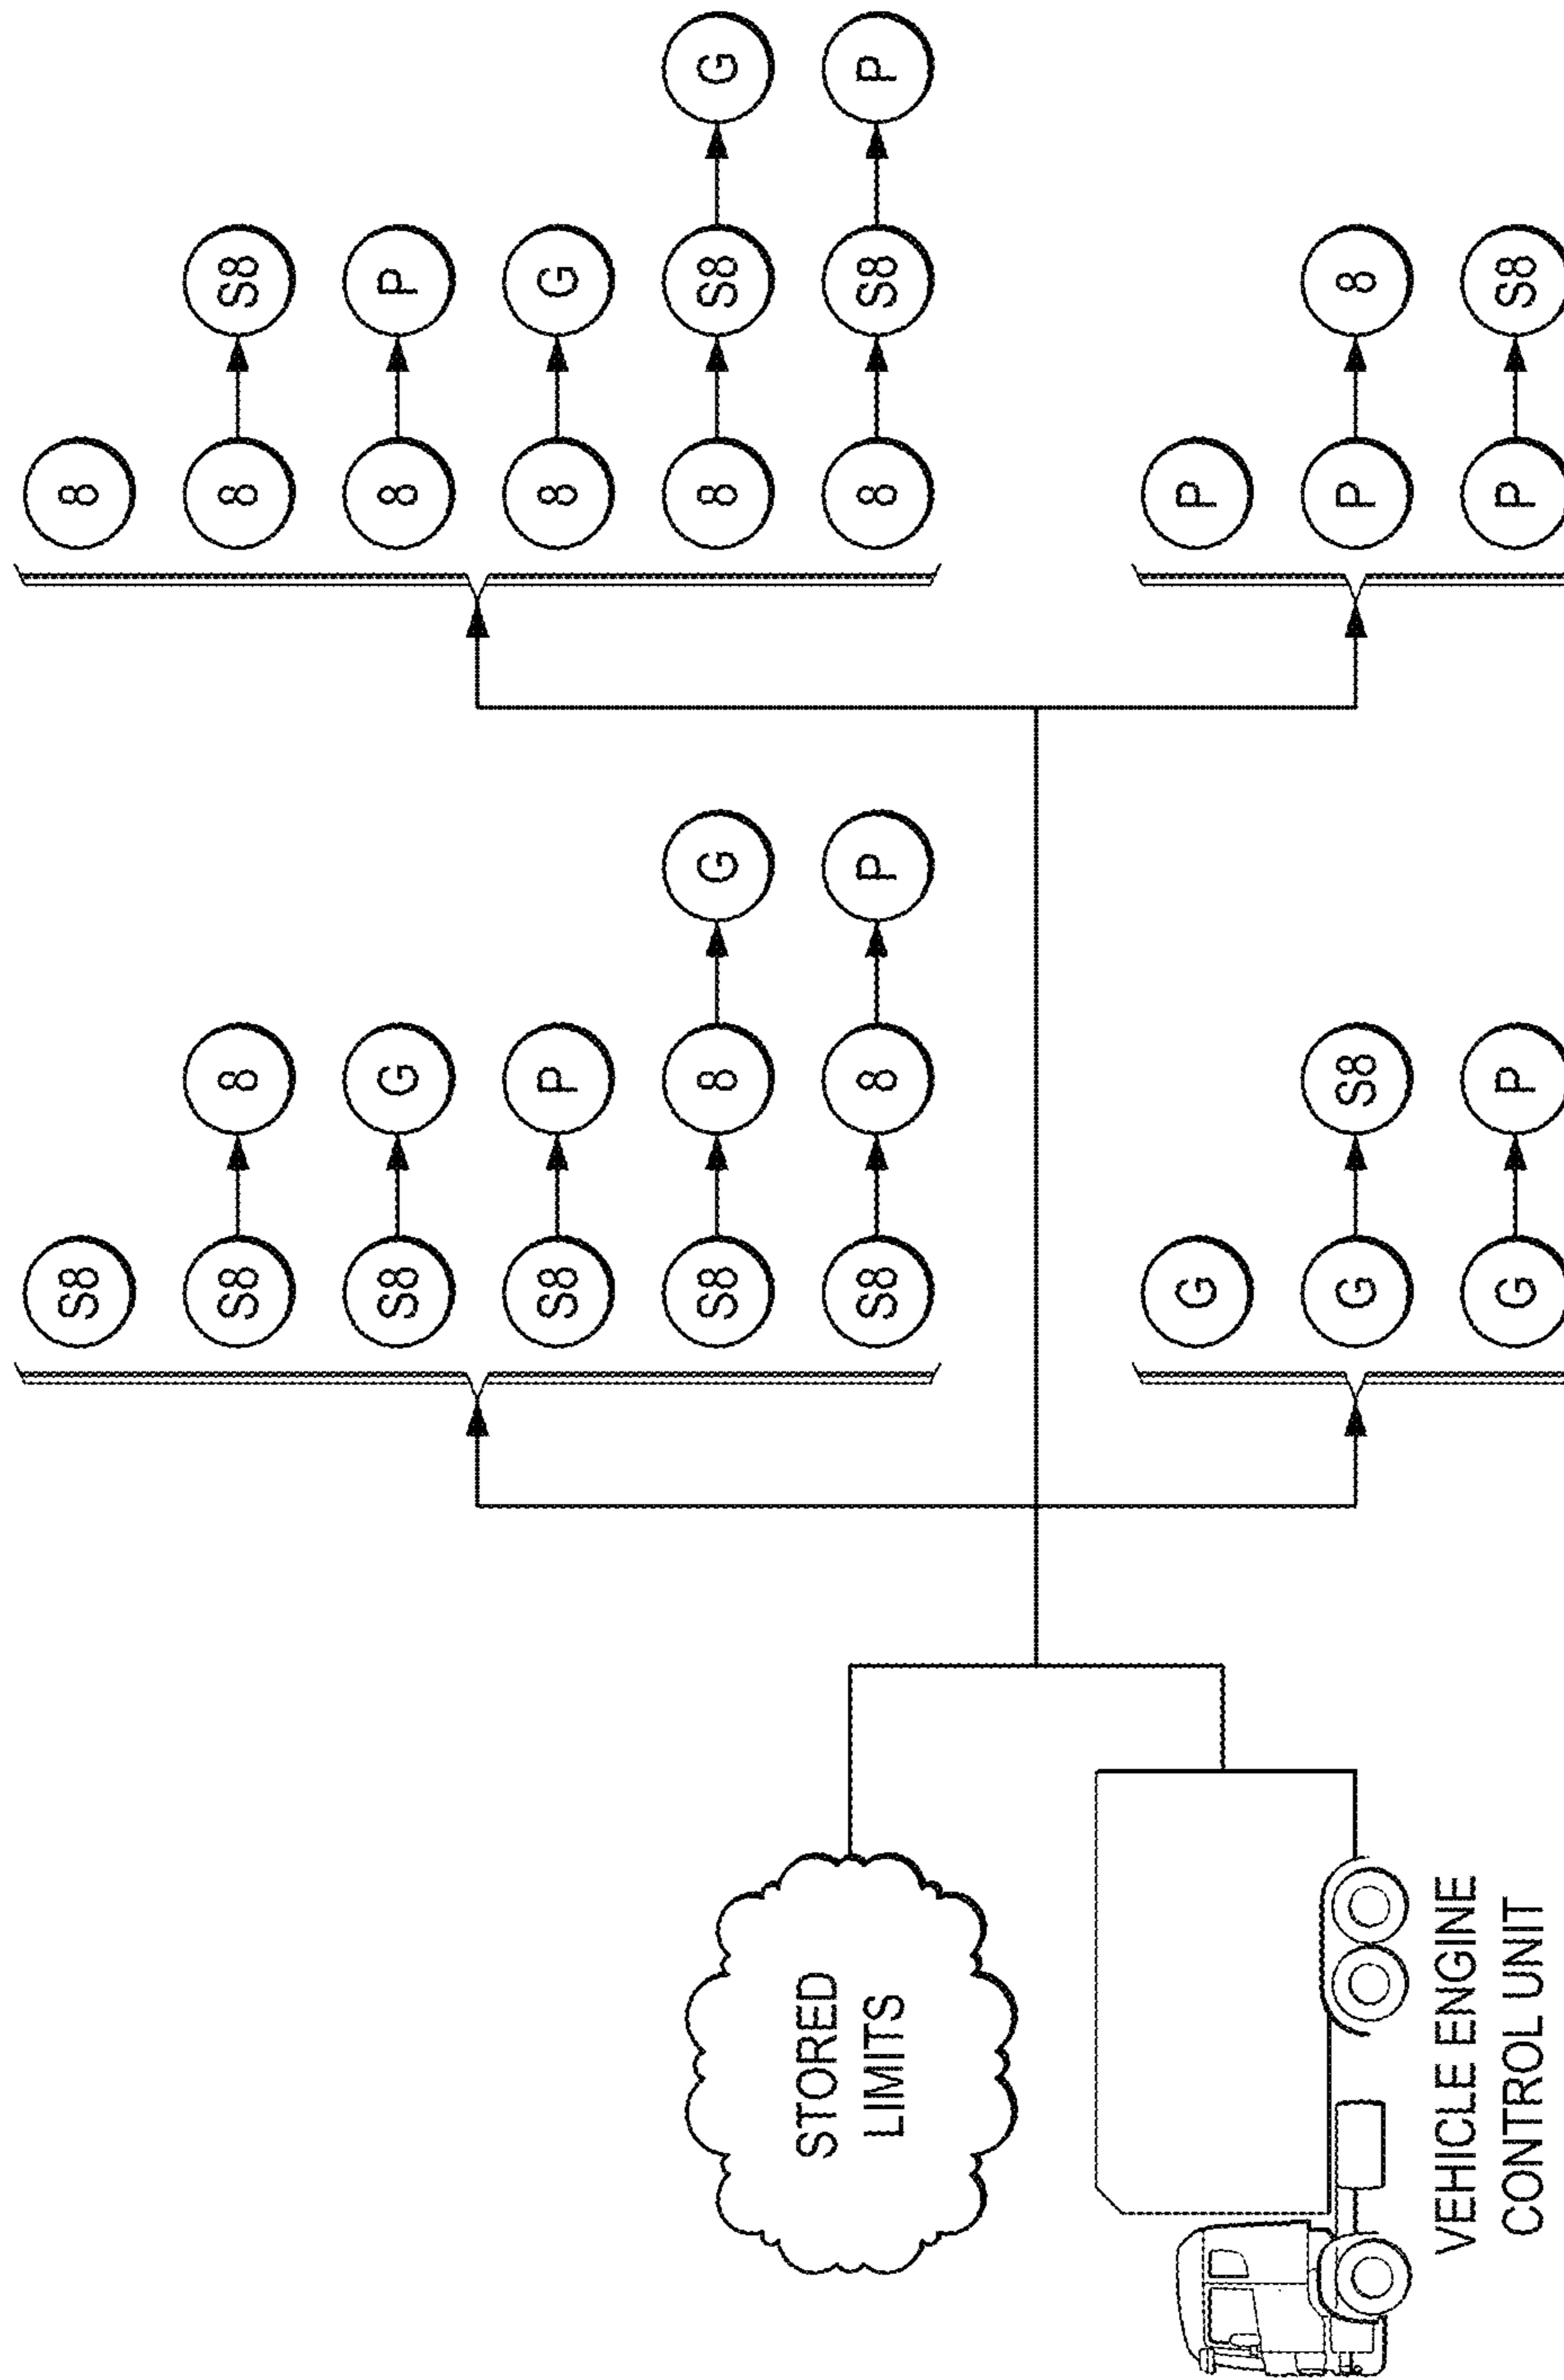 STORED
LIMITS
VEHICLE ENGINE
CONTROL UNIT
S8
S8 8
S8 G
S8 P
S8 8 G
S8 8 P
G
G S8
G P
8
8 S8
8 P
8 G
8 S8 G
8 S8 P
P
P 8
P S8